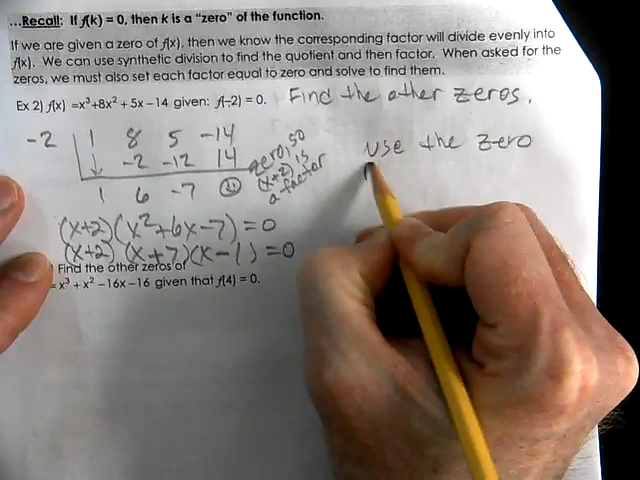 ...Recall: If f(k) = 0, then k is a “zero” of the function.
If we are given a zero of f(x), then we know the corresponding factor will divide evenly into
f(x). We can use synthetic division to find the quotient and then factor. When asked for the
zeros, we must also set each factor equal to zero and solve to find them.
Ex 2) f(x) =x³+8x² + 5x −14 given: f(−2) = 0. Find the other zeros.
-2 1 8 5 -14
↓ -2 -12 14
1 6 -7
zero, so
(x+2) is
a factor
use the zero
(x+2)(x²+6x-7)=0
(x+2)(x+7)(x-1)=0
) Find the other zeros of
= x³ + x² −16x −16 given that f(4) = 0.